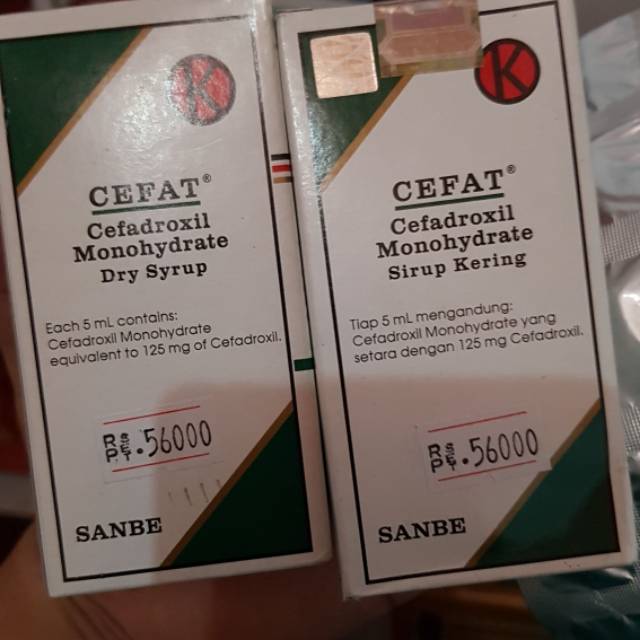 K
CEFAT®
Cefadroxil
Monohydrate
Dry Syrup
Each 5 mL contains:
Cefadroxil Monohydrate
equivalent to 125 mg of Cefadroxil.
.56000
SANBE
K
CEFAT®
Cefadroxil
Monohydrate
Sirup Kering
Tiap 5 mL mengandung:
Cefadroxil Monohydrate yang
setara dengan 125 mg Cefadroxil.
.56000
SANBE